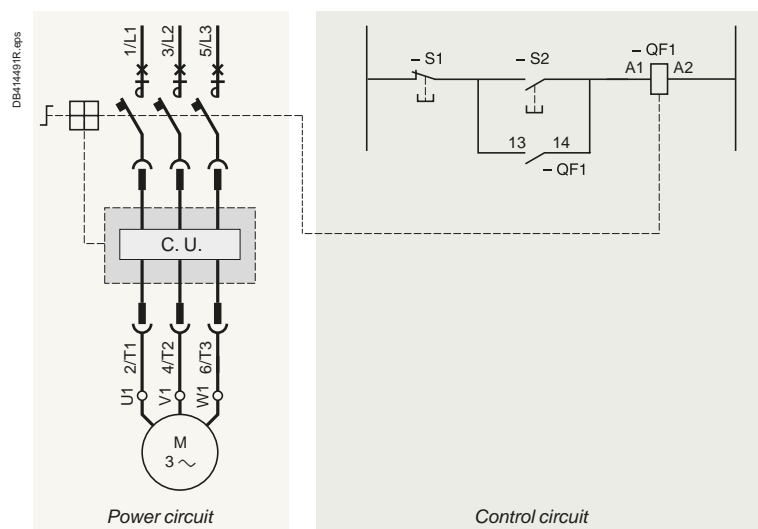 DB414491R.eps
1/L1 3/L2 5/L3
C. U.
2/T1 4/T2 6/T3
U1 V1 W1
M
3 ~
Power circuit
– S1 – S2 – QF1
A1 A2
13 14
– QF1
Control circuit